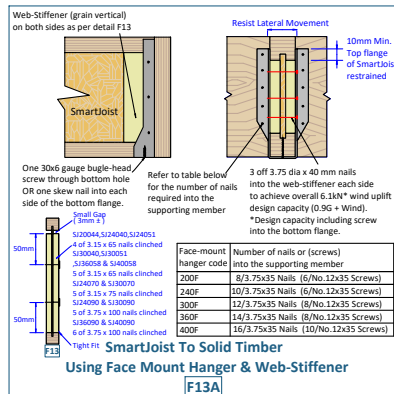 Web-Stiffener (grain vertical)
on both sides as per detail F13
SmartJoist
One 30x6 gauge bugle-head
screw through bottom hole
OR one skew nail into each
side of the bottom flange.
Resist Lateral Movement
10mm Min.
Top flange
of SmartJois
restrained
Refer to table below
for the number of nails
required into the
supporting member
3 off 3.75 dia x 40 mm nails
into the web-stiffener each side
to achieve overall 6.1kN* wind uplift
design capacity (0.9G + Wind).
*Design capacity including screw
into the bottom flange.
Small Gap
( 3mm ± )
50mm
50mm
SJ20044,SJ24040,SJ24051
4 of 3.15 x 65 nails clinched
SJ30040,SJ30051
,SJ36058 & SJ40058
5 of 3.15 x 65 nails clinched
SJ24070 & SJ30070
5 of 3.15 x 75 nails clinched
SJ24090 & SJ30090
5 of 3.75 x 100 nails clinched
SJ36090 & SJ40090
6 of 3.75 x 100 nails clinched
Tight Fit
F13
Face-mount hanger code
Number of nails or (screws) into the supporting member
200F 8/3.75x35 Nails (6/No.12x35 Screws)
240F 10/3.75x35 Nails (6/No.12x35 Screws)
300F 12/3.75x35 Nails (8/No.12x35 Screws)
360F 14/3.75x35 Nails (8/No.12x35 Screws)
400F 16/3.75x35 Nails (10/No.12x35 Screws)
SmartJoist To Solid Timber
Using Face Mount Hanger & Web-Stiffener
F13A